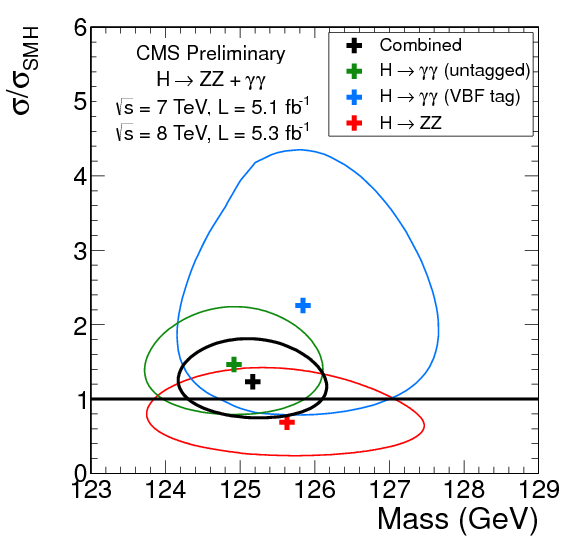 6
5
4
3
2
1
0
σ/σSMH
CMS Preliminary
H → ZZ + γγ
√s = 7 TeV, L = 5.1 fb⁻¹
√s = 8 TeV, L = 5.3 fb⁻¹
Combined
H → γγ (untagged)
H → γγ (VBF tag)
H → ZZ
123 124 125 126 127 128 129
Mass (GeV)